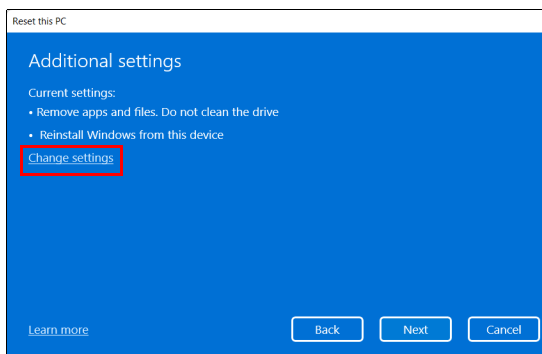 Reset this PC
Additional settings
Current settings:
• Remove apps and files. Do not clean the drive
• Reinstall Windows from this device
Change settings
Learn more
Back
Next
Cancel